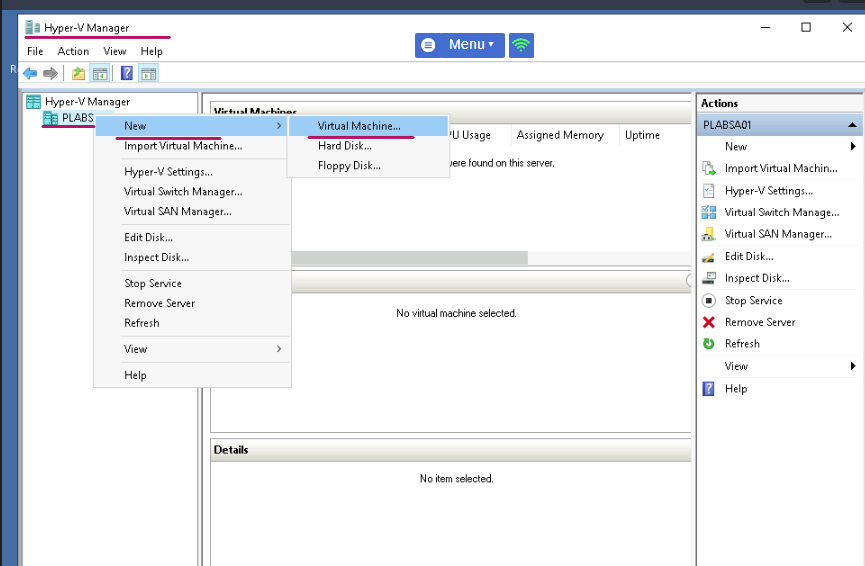 Hyper-V Manager
File Action View Help
Menu
R
Hyper-V Manager
PLABS
New
Import Virtual Machine...
Hyper-V Settings...
Virtual Switch Manager...
Virtual SAN Manager...
Edit Disk...
Inspect Disk...
Stop Service
Remove Server
Refresh
View
Help
Virtual Machine...
Hard Disk...
Floppy Disk...
Virtual Machines
PU Usage Assigned Memory Uptime
were found on this server.
No virtual machine selected.
Details
No item selected.
Actions
PLABSA01
New
Import Virtual Machin...
Hyper-V Settings...
Virtual Switch Manage...
Virtual SAN Manager...
Edit Disk...
Inspect Disk...
Stop Service
Remove Server
Refresh
View
Help